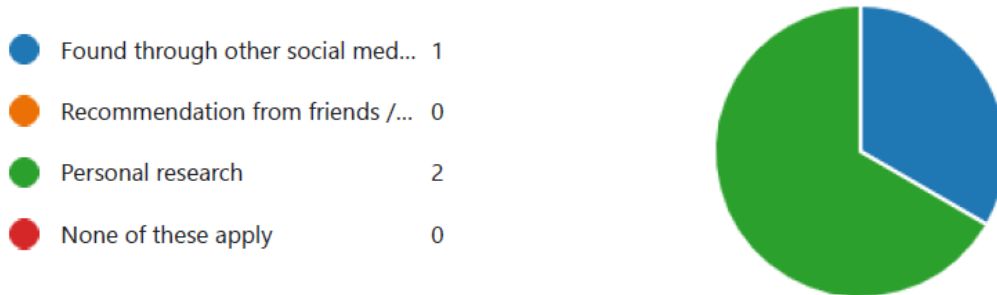 Found through other social med... 1
Recommendation from friends /... 0
Personal research 2
None of these apply 0